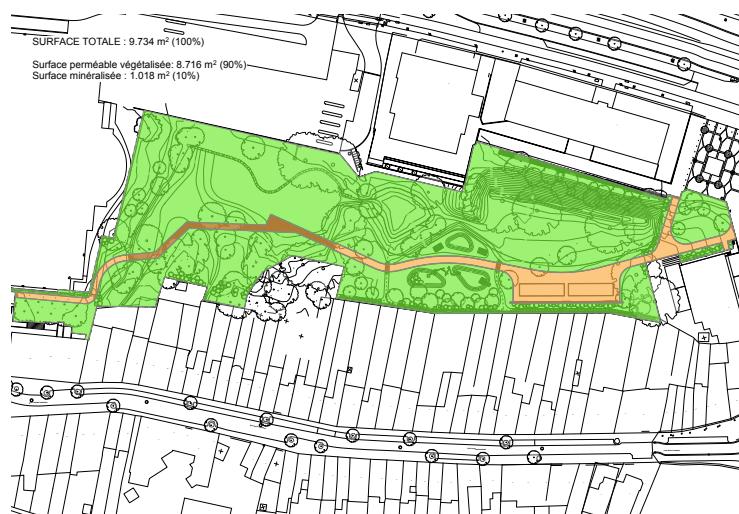 SURFACE TOTALE : 9.734 m² (100%)
Surface perméable végétalisée: 8.716 m² (90%)
Surface minéralisée : 1.018 m² (10%)